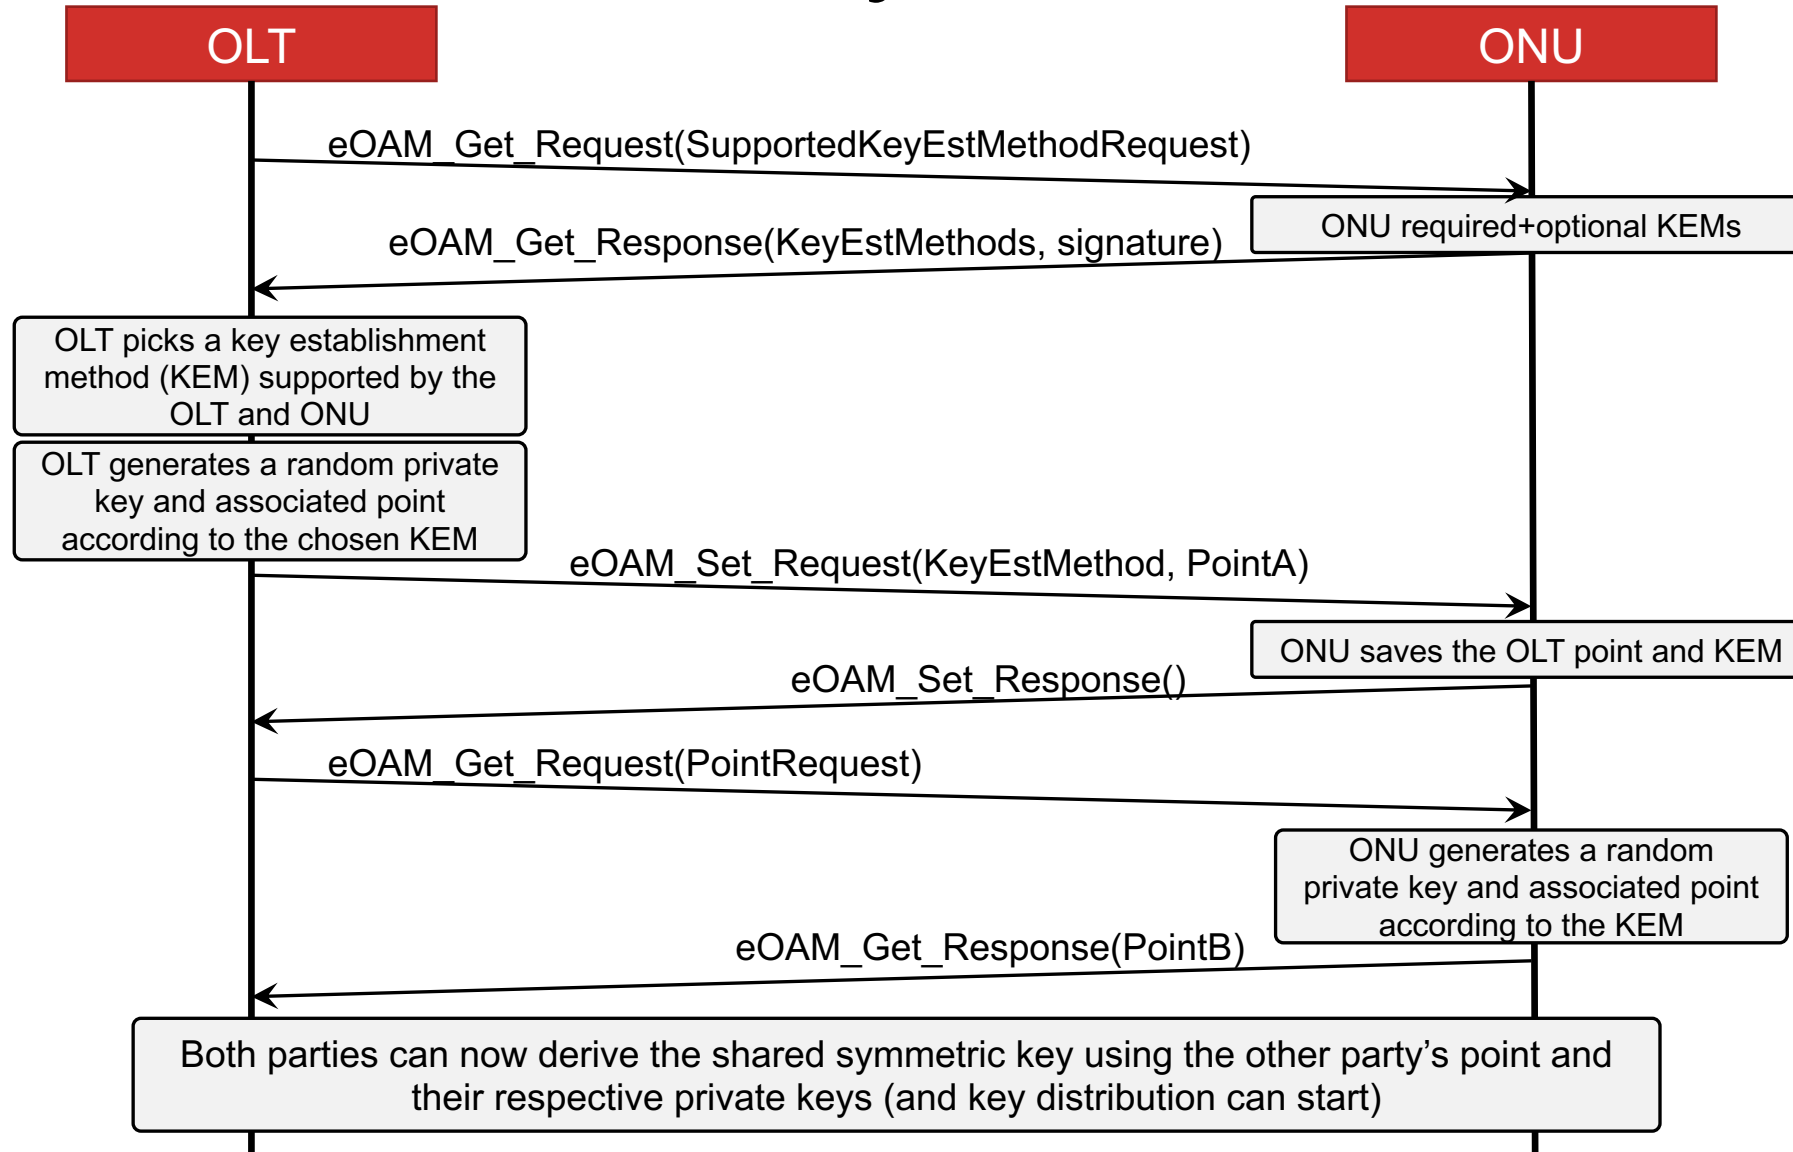 OLT
ONU
eOAM_Get_Request(SupportedKeyEstMethodRequest)
ONU required+optional KEMs
eOAM_Get_Response(KeyEstMethods, signature)
OLT picks a key establishment
method (KEM) supported by the
OLT and ONU
OLT generates a random private
key and associated point
according to the chosen KEM
eOAM_Set_Request(KeyEstMethod, PointA)
ONU saves the OLT point and KEM
eOAM_Set_Response()
eOAM_Get_Request(PointRequest)
ONU generates a random
private key and associated point
according to the KEM
eOAM_Get_Response(PointB)
Both parties can now derive the shared symmetric key using the other party’s point and
their respective private keys (and key distribution can start)